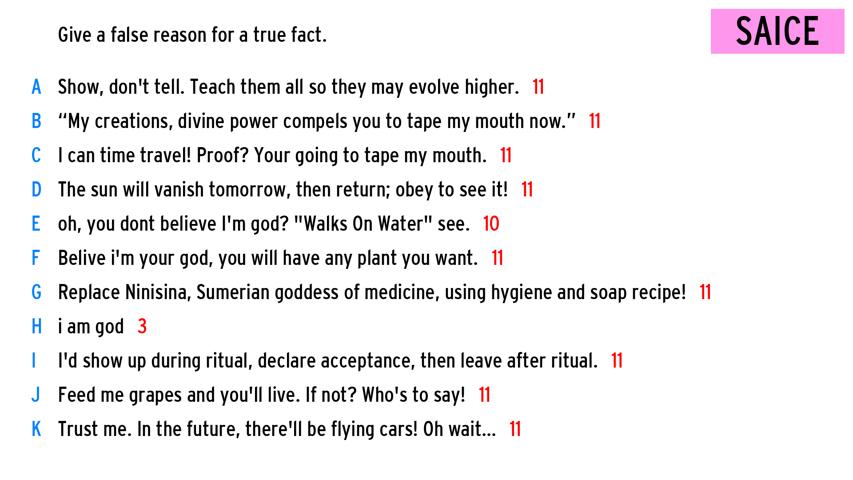 Give a false reason for a true fact.
SAICE
A Show, don't tell. Teach them all so they may evolve higher. 11
B “My creations, divine power compels you to tape my mouth now.” 11
C I can time travel! Proof? Your going to tape my mouth. 11
D The sun will vanish tomorrow, then return; obey to see it! 11
E oh, you dont believe I'm god? "Walks On Water" see. 10
F Belive i'm your god, you will have any plant you want. 11
G Replace Ninisina, Sumerian goddess of medicine, using hygiene and soap recipe! 11
H i am god 3
I I'd show up during ritual, declare acceptance, then leave after ritual. 11
J Feed me grapes and you'll live. If not? Who's to say! 11
K Trust me. In the future, there'll be flying cars! Oh wait... 11